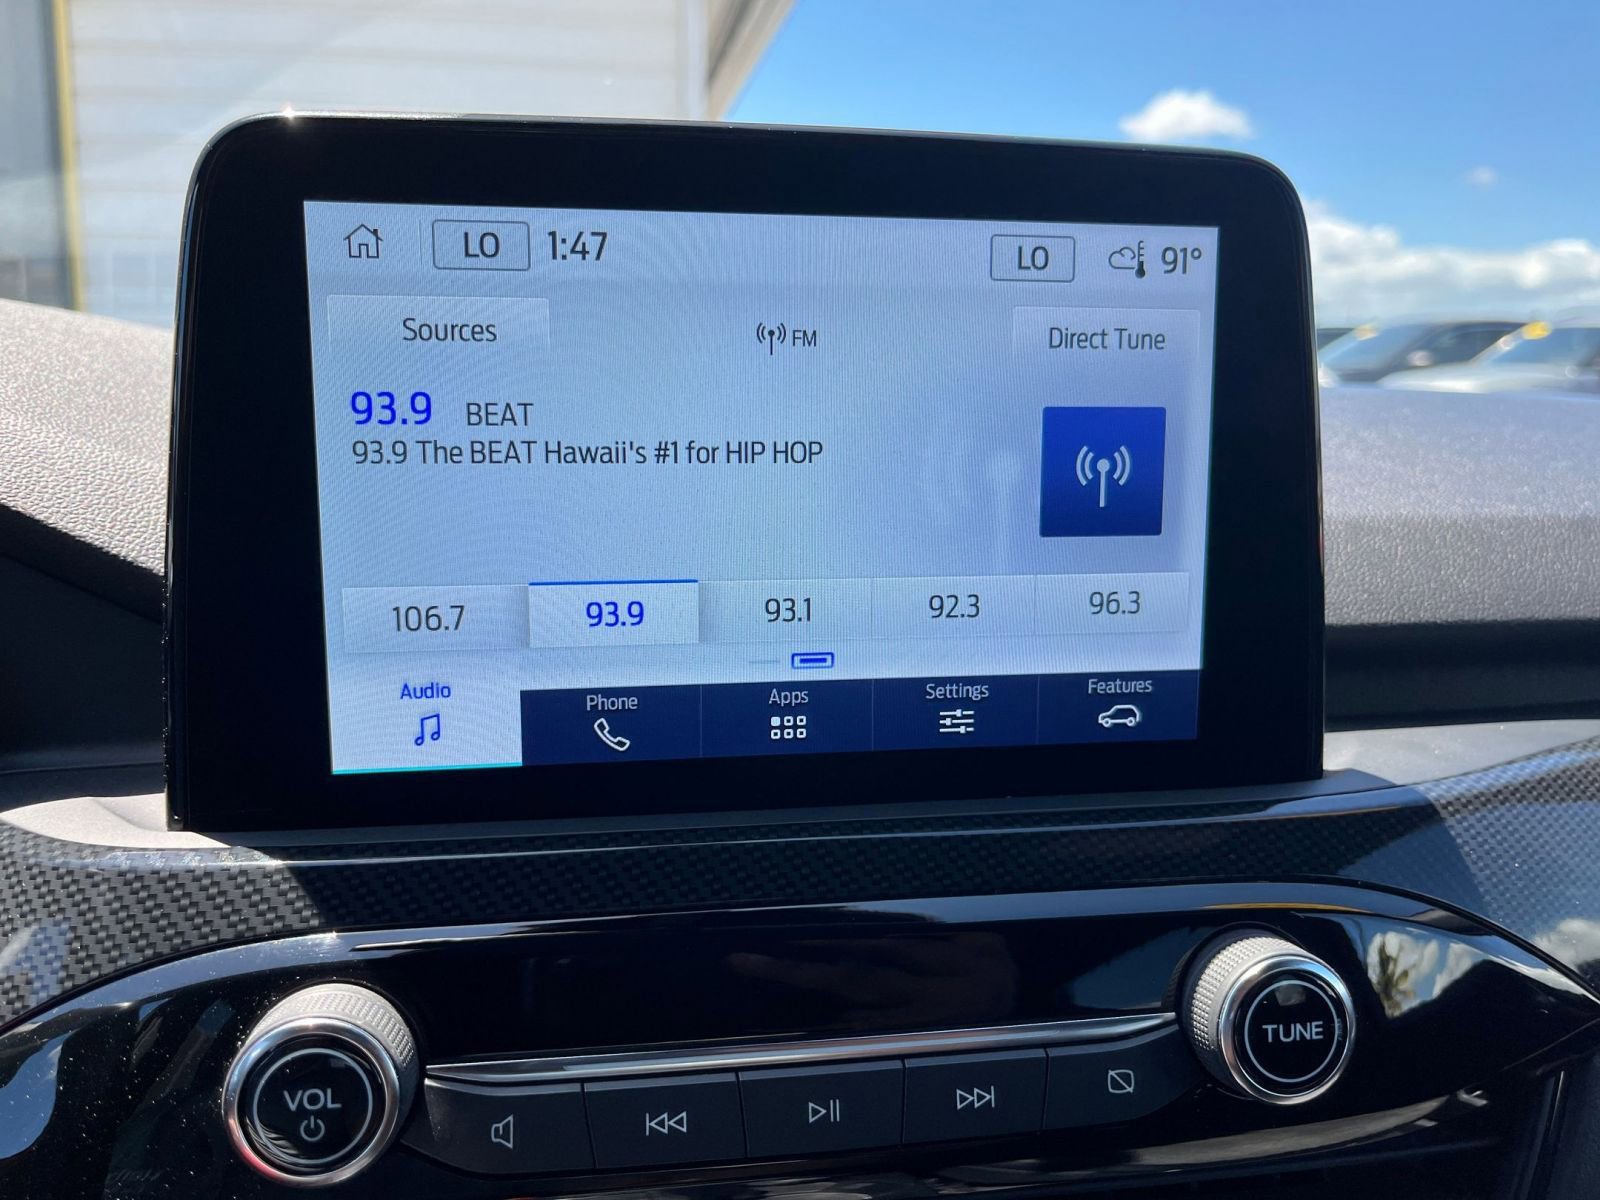 LO 1:47 LO 91°
Sources FM Direct Tune
93.9 BEAT
93.9 The BEAT Hawaii's #1 for HIP HOP
106.7 93.9 93.1 92.3 96.3
Audio Phone Apps Settings Features
VOL TUNE